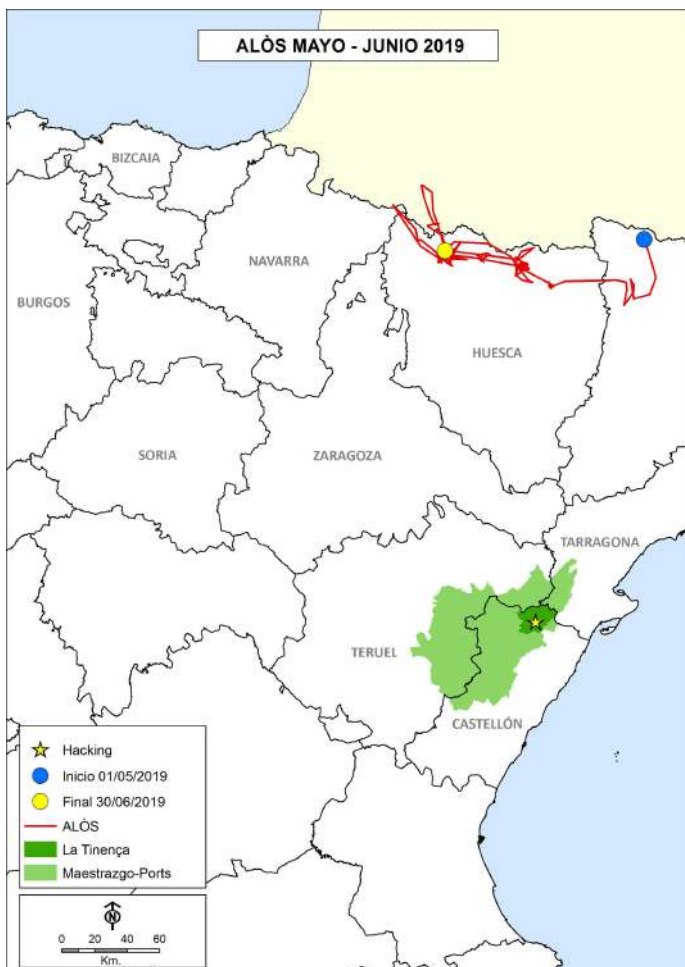 ALÒS MAYO - JUNIO 2019
BIZCAIA
NAVARRA
BURGOS
HUESCA
SORIA
ZARAGOZA
TARRAGONA
TERUEL
CASTELLÓN
Hacking
Inicio 01/05/2019
Final 30/06/2019
ALÒS
La Tinença
Maestrazgo-Ports
N
0 20 40 60
Km.